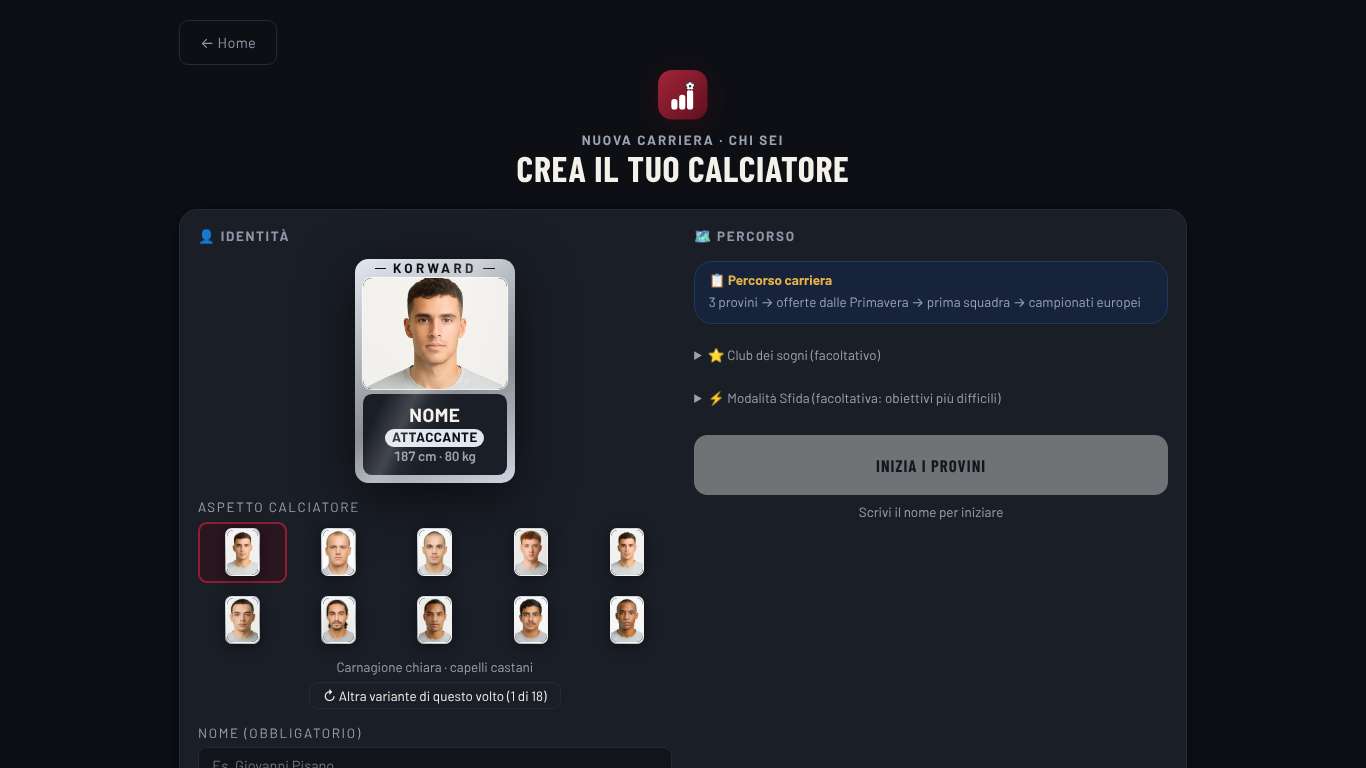 ← Home
NUOVA CARRIERA · CHI SEI
CREA IL TUO CALCIATORE
👤 IDENTITÀ
— KORWARD —
NOME
ATTACCANTE
187 cm · 80 kg
ASPETTO CALCIATORE
Carnagione chiara · capelli castani
↻ Altra variante di questo volto (1 di 18)
NOME (OBBLIGATORIO)
Es. Giovanni Pisano
🗺️ PERCORSO
📋 Percorso carriera
3 provini → offerte dalle Primavera → prima squadra → campionati europei
▶ ⭐ Club dei sogni (facoltativo)
▶ ⚡ Modalità Sfida (facoltativa: obiettivi più difficili)
INIZIA I PROVINI
Scrivi il nome per iniziare